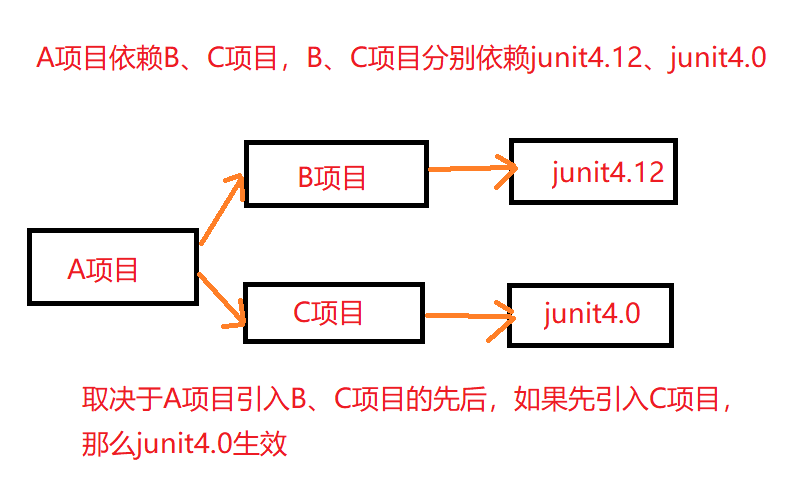 A项目依赖B、C项目，B、C项目分别依赖junit4.12、junit4.0
B项目
junit4.12
A项目
C项目
junit4.0
取决于A项目引入B、C项目的先后，如果先引入C项目，
那么junit4.0生效